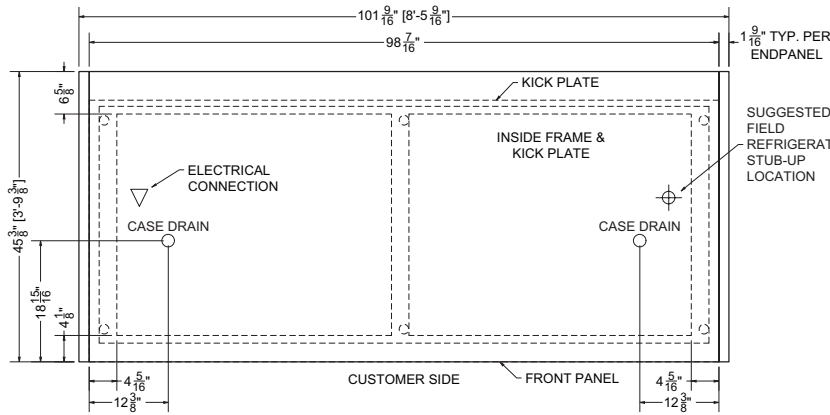 101 9/16" [8'-5 9/16"]
98 7/16"
1 9/16" TYP. PER
ENDPANEL
6 5/8"
KICK PLATE
INSIDE FRAME &
KICK PLATE
SUGGESTED
FIELD
REFRIGERAT
STUB-UP
LOCATION
ELECTRICAL
CONNECTION
45 3/8" [3'-9 3/8"]
CASE DRAIN
CASE DRAIN
18 15/16"
4 1/8"
4 5/16"
CUSTOMER SIDE
FRONT PANEL
4 5/16"
12 3/8"
12 3/8"